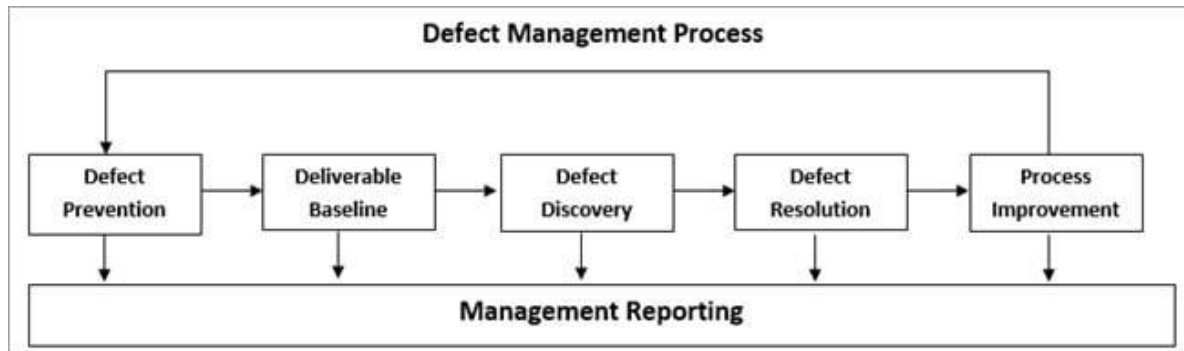 Defect Management Process
Defect
Prevention
Deliverable
Baseline
Defect
Discovery
Defect
Resolution
Process
Improvement
Management Reporting